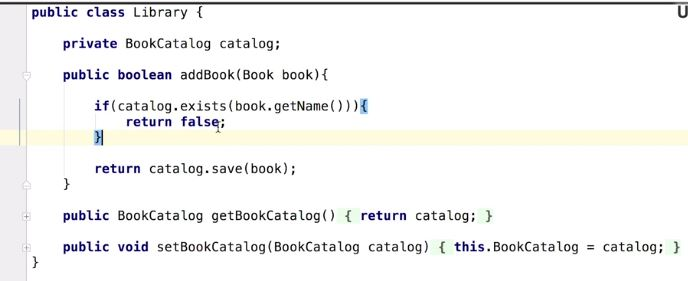 public class Library {
private BookCatalog catalog;
public boolean addBook(Book book){
if(catalog.exists(book.getName())){
return false;
}
return catalog.save(book);
}
public BookCatalog getBookCatalog() { return catalog; }
public void setBookCatalog(BookCatalog catalog) { this.BookCatalog = catalog; }
}